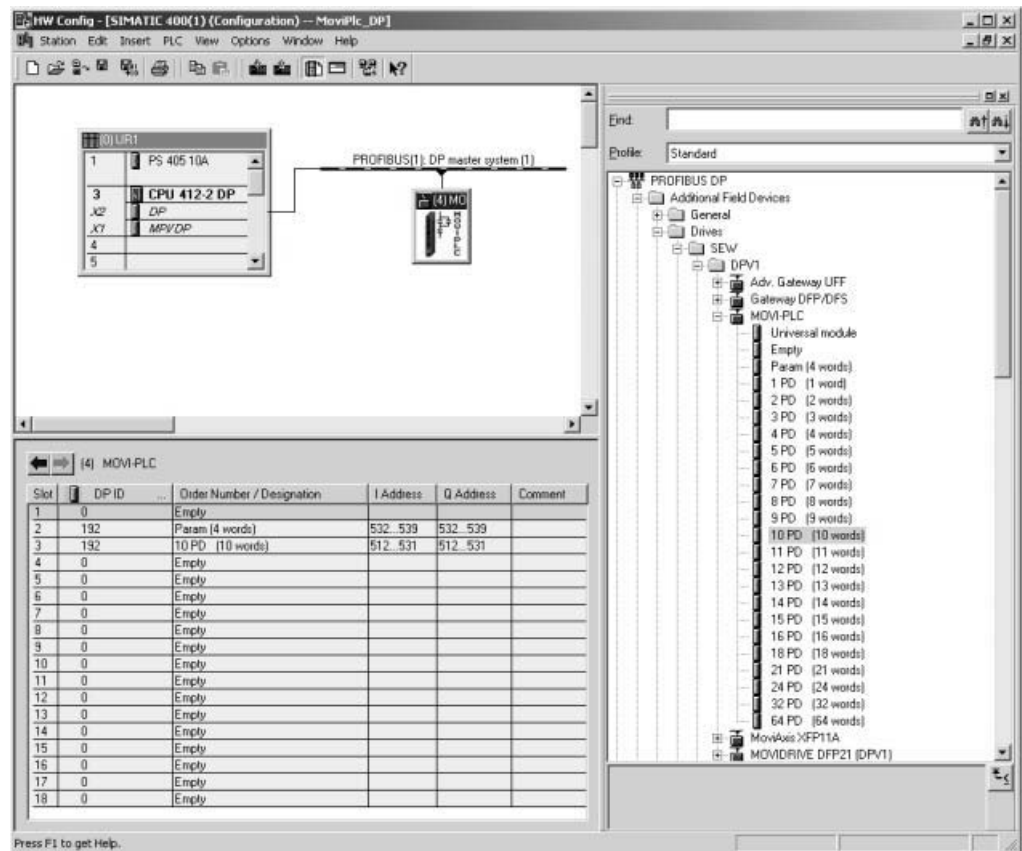 HW Config - [SIMATIC 400(1) (Configuration) -- MoviPlc_DP]
Station Edit Insert PLC View Options Window Help
(0) UR1
1 PS 405 10A
3 CPU 412-2 DP
X2 DP
X1 MPI/DP
4
5
PROFIBUS(1): DP master system (1)
(4) MO
MOVIPLC
Find:
Profile: Standard
PROFIBUS DP
Additional Field Devices
General
Drives
SEW
DPV1
Adv. Gateway UFF
Gateway DFP/DFS
MOVI-PLC
Universal module
Empty
Param (4 words)
1 PD (1 word)
2 PD (2 words)
3 PD (3 words)
4 PD (4 words)
5 PD (5 words)
6 PD (6 words)
7 PD (7 words)
8 PD (8 words)
9 PD (9 words)
10 PD (10 words)
11 PD (11 words)
12 PD (12 words)
13 PD (13 words)
14 PD (14 words)
15 PD (15 words)
16 PD (16 words)
18 PD (18 words)
21 PD (21 words)
24 PD (24 words)
32 PD (32 words)
64 PD (64 words)
MoviAxis XFP11A
MOVIDRIVE DFP21 (DPV1)
(4) MOVI-PLC
Slot DP ID ... Order Number / Designation I Address Q Address Comment
1 0 Empty
2 192 Param (4 words) 532...539 532...539
3 192 10 PD (10 words) 512...531 512...531
4 0 Empty
5 0 Empty
6 0 Empty
7 0 Empty
8 0 Empty
9 0 Empty
10 0 Empty
11 0 Empty
12 0 Empty
13 0 Empty
14 0 Empty
15 0 Empty
16 0 Empty
17 0 Empty
18 0 Empty
Press F1 to get Help.